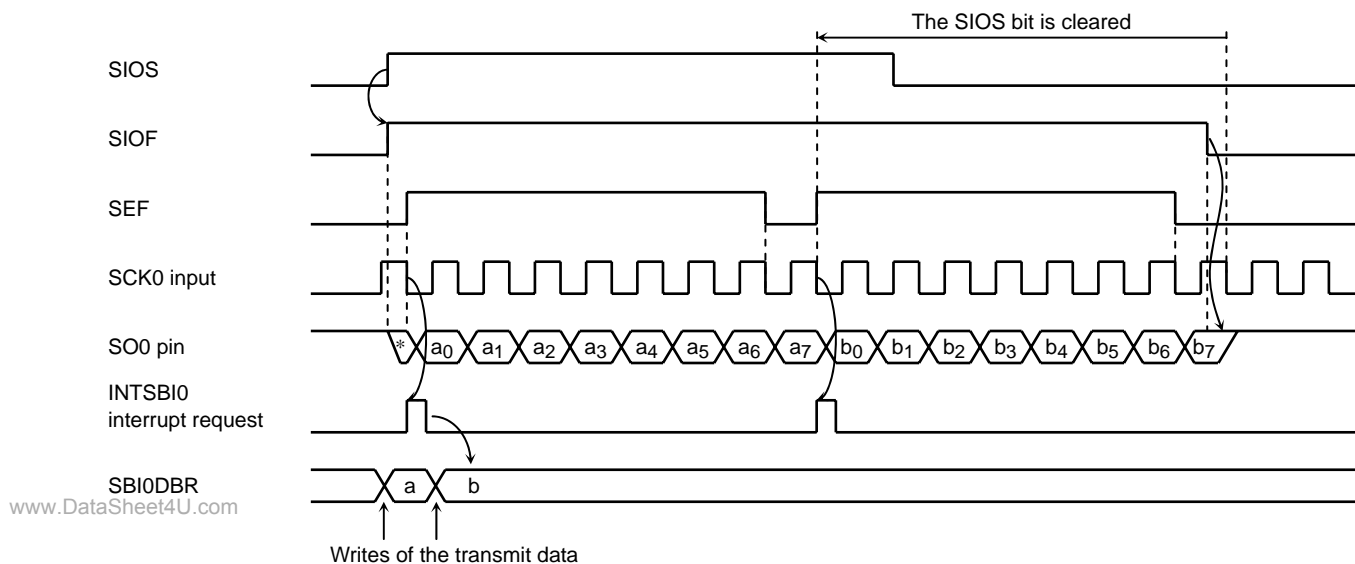 The SIOS bit is cleared
SIOS
SIOF
SEF
SCK0 input
SO0 pin
* a0 a1 a2 a3 a4 a5 a6 a7 b0 b1 b2 b3 b4 b5 b6 b7
INTSBI0
interrupt request
SBI0DBR
a b
www.DataSheet4U.com
Writes of the transmit data